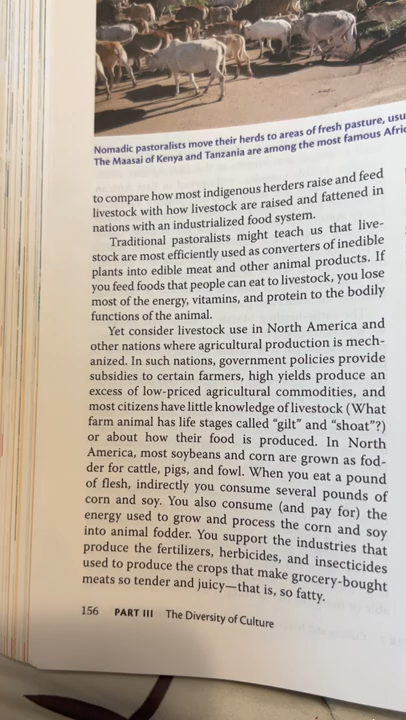 Nomadic pastoralists move their herds to areas of fresh pasture,
The Maasai of Kenya and Tanzania are among the most famous
to compare how most indigenous herders raise and feed
livestock with how livestock are raised and fattened in
nations with an industrialized food system.
Traditional pastoralists might teach us that live-
stock are most efficiently used as converters of inedible
plants into edible meat and other animal products. If
you feed foods that people can eat to livestock, you lose
most of the energy, vitamins, and protein to the bodily
functions of the animal.
Yet consider livestock use in North America and
other nations where agricultural production is mech-
anized. In such nations, government policies provide
subsidies to certain farmers, high yields produce an
excess of low-priced agricultural commodities, and
most citizens have little knowledge of livestock (What
farm animal has life stages called “gilt” and “shoat”?)
or about how their food is produced. In North
America, most soybeans and corn are grown as fod-
der for cattle, pigs, and fowl. When you eat a pound
of flesh, indirectly you consume several pounds of
corn and soy. You also consume (and pay for) the
energy used to grow and process the corn and soy
into animal fodder. You support the industries that
produce the fertilizers, herbicides, and insecticides
used to produce the crops that make grocery-bought
meats so tender and juicy—that is, so fatty.
156 PART III The Diversity of Culture